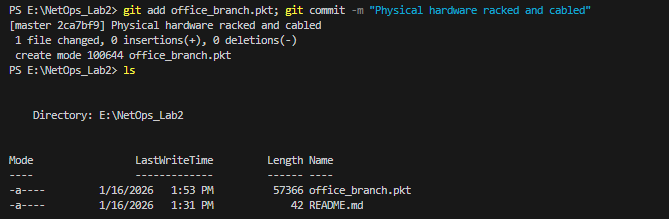 PS E:\NetOps_Lab2> git add office_branch.pkt; git commit -m "Physical hardware racked and cabled"
[master 2ca7bf9] Physical hardware racked and cabled
 1 file changed, 0 insertions(+), 0 deletions(-)
 create mode 100644 office_branch.pkt
PS E:\NetOps_Lab2> ls

    Directory: E:\NetOps_Lab2

Mode                 LastWriteTime         Length Name
----                 -------------         ------ ----
-a----         1/16/2026   1:53 PM          57366 office_branch.pkt
-a----         1/16/2026   1:31 PM             42 README.md